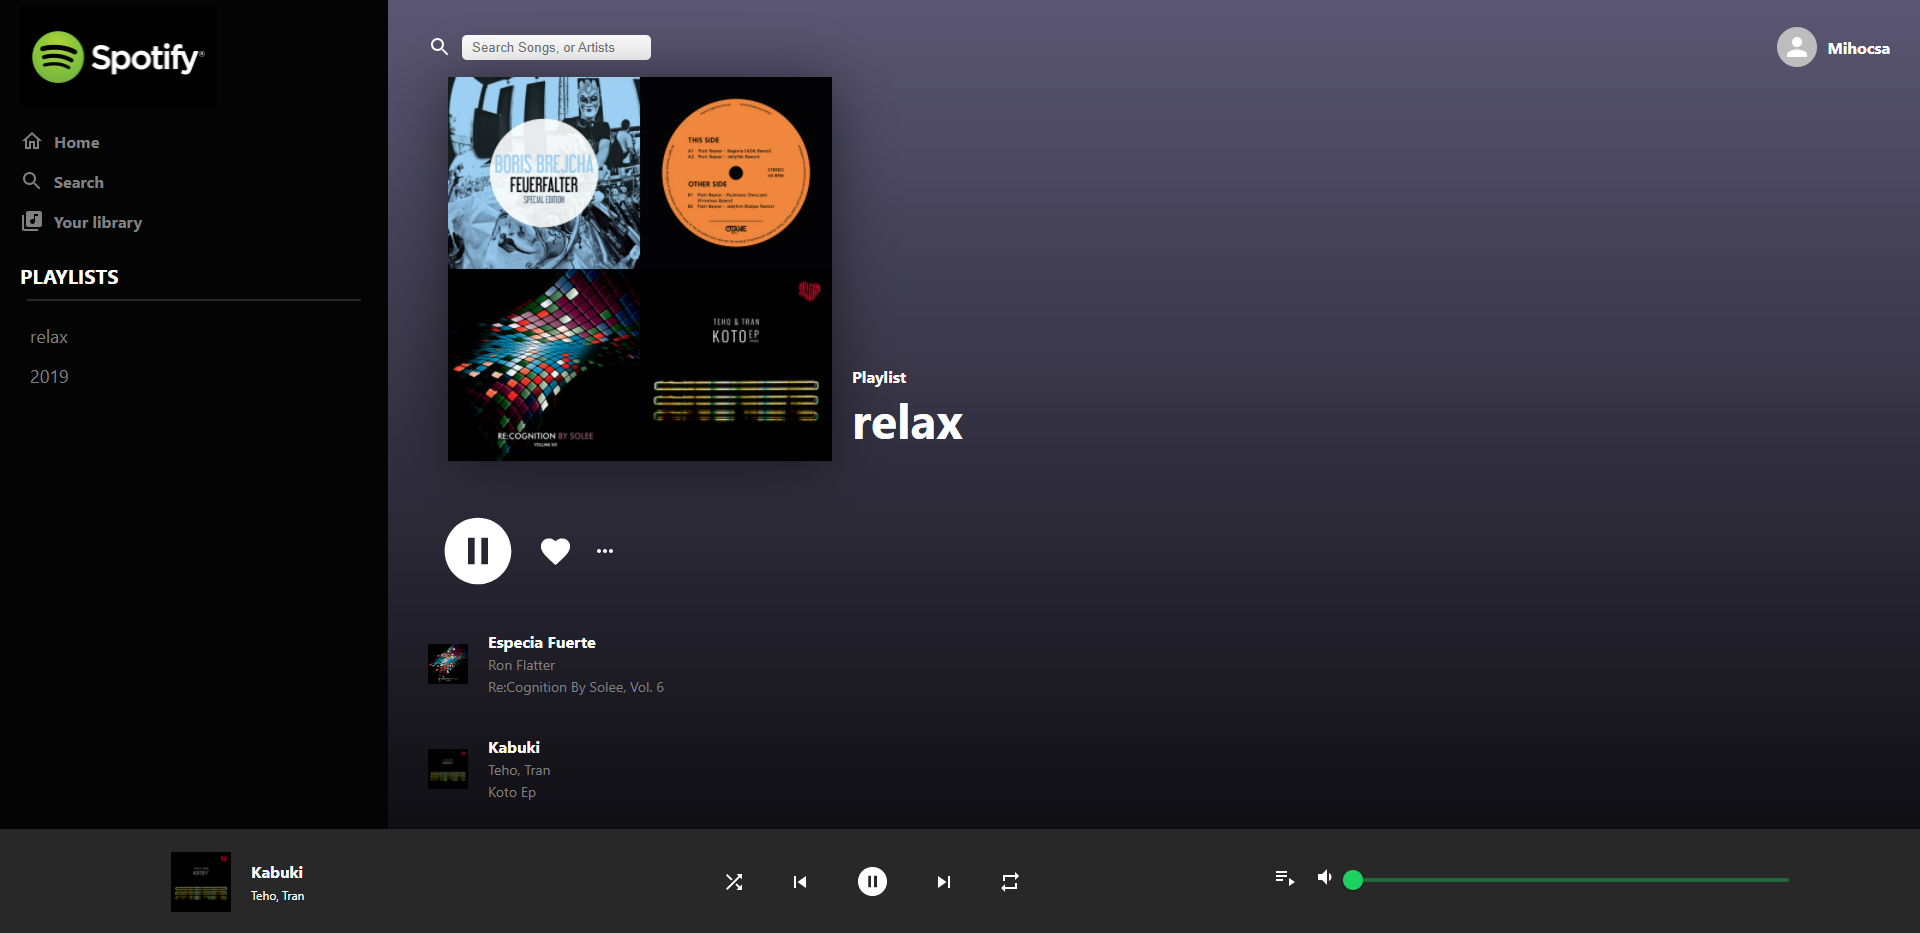 Spotify®
Home
Search
Your library
PLAYLISTS
relax
2019
Search Songs, or Artists
Mihocsa
BORIS BREJCHA
FEUERFALTER
SPECIAL EDITION
THIS SIDE
OTHER SIDE
STEREO
RE:COGNITION BY SOLEE
TEHO & TRAN
KOTO EP
Playlist
relax
Especia Fuerte
Ron Flatter
Re:Cognition By Solee, Vol. 6
Kabuki
Teho, Tran
Koto Ep
Kabuki
Teho, Tran